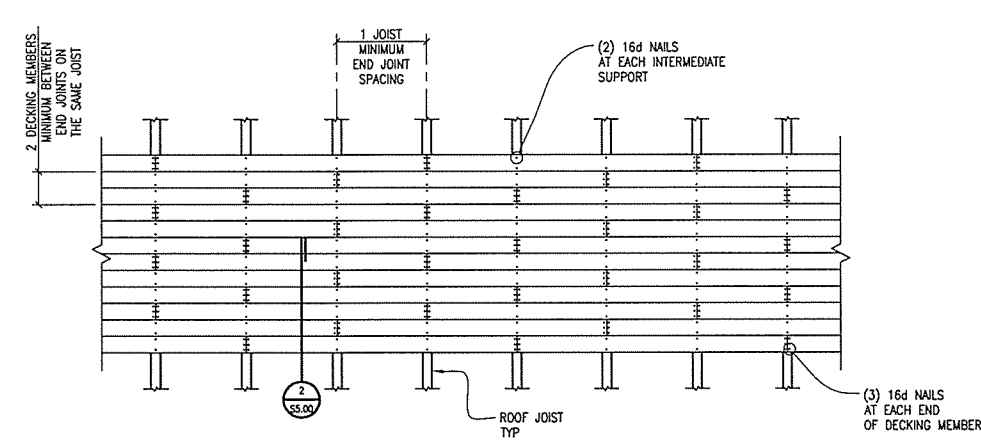 2 DECKING MEMBERS
MINIMUM BETWEEN
END JOINTS ON
THE SAME JOIST
1 JOIST
MINIMUM
END JOINT
SPACING
(2) 16d NAILS
AT EACH INTERMEDIATE
SUPPORT
2
S5.00
ROOF JOIST
TYP
(3) 16d NAILS
AT EACH END
OF DECKING MEMBER